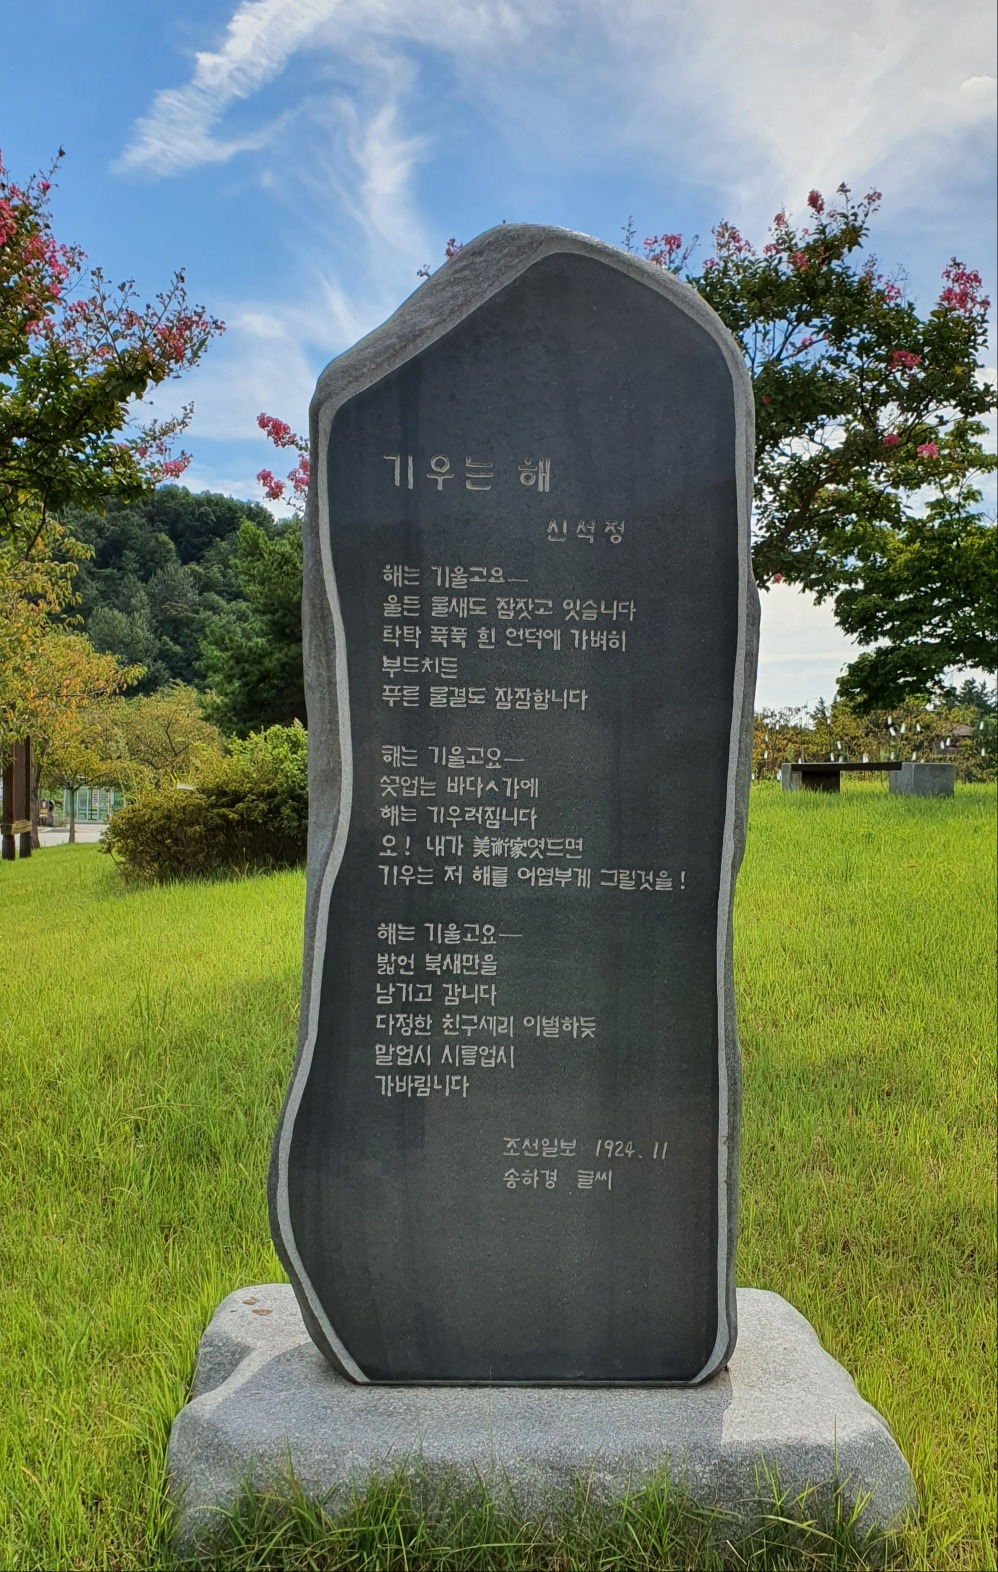 기우는 해
신석정
해는 기울고요—
울든 물새도 잠잣고 잇습니다
탁탁 푹푹 흰 언덕에 가벼히
부드치든
푸른 물결도 잠잠합니다
해는 기울고요—
숫업는 바다ㅅ가에
해는 기우러짐니다
오! 내가 美術家엿드면
기우는 저 해를 어엽부게 그릴것을!
해는 기울고요—
밟언 북새만을
남기고 감니다
다정한 친구세리 이별하듯
말업시 시름업시
가바림니다
조선일보 1924. 11
송하경 글씨